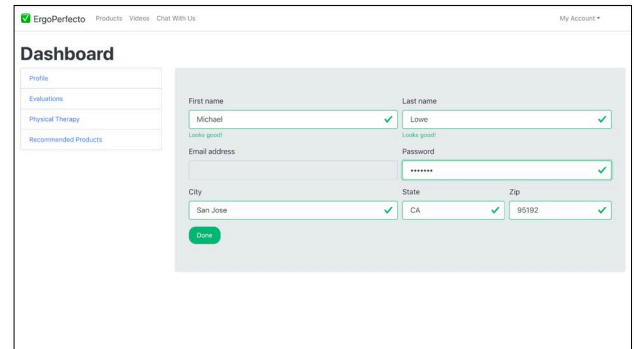 ErgoPerfecto Products Videos Chat With Us My Account
Dashboard
Profile
Evaluations
Physical Therapy
Recommended Products
First name Last name
Michael Lowe
Looks good! Looks good!
Email address Password
•••••••
City State Zip
San Jose CA 95192
Done